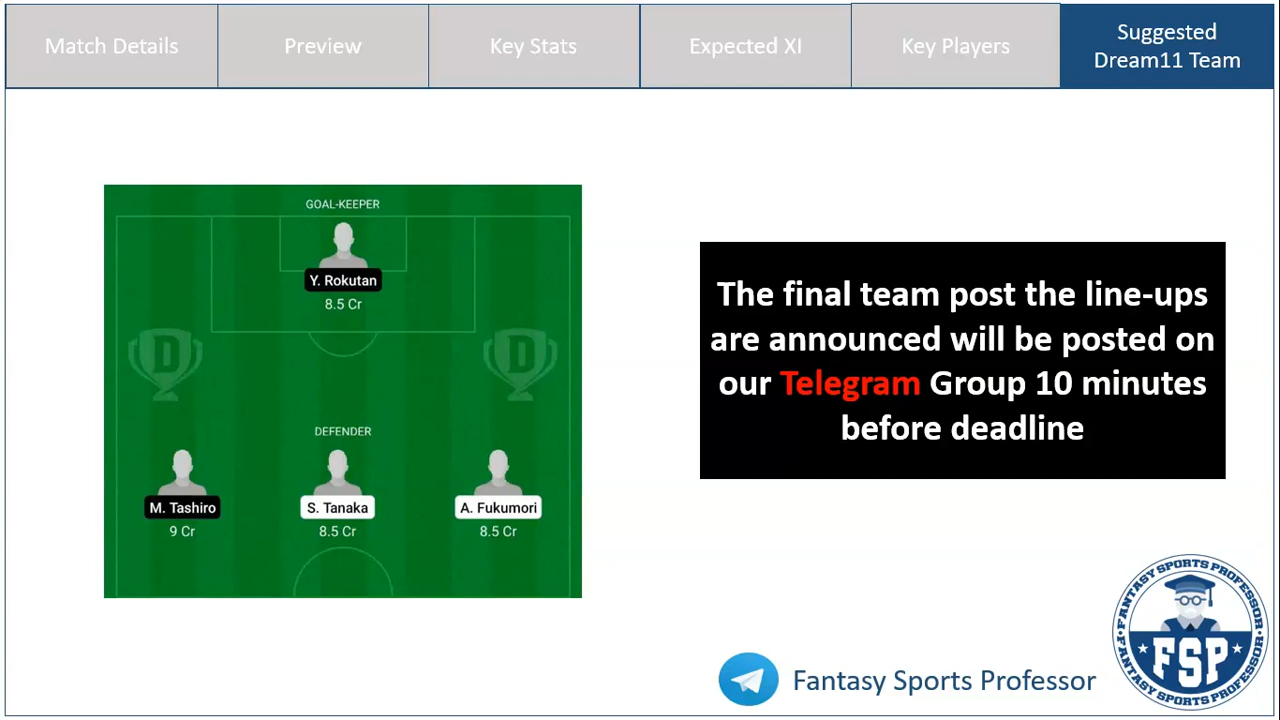 Match Details
Preview
Key Stats
Expected XI
Key Players
Suggested
Dream11 Team
GOAL-KEEPER
Y. Rokutan
8.5 Cr
D
D
DEFENDER
M. Tashiro
S. Tanaka
A. Fukumori
9 Cr
8.5 Cr
8.5 Cr
The final team post the line-ups
are announced will be posted on
our Telegram Group 10 minutes
before deadline
Fantasy Sports Professor
FANTASY SPORTS PROFESSOR
FSP
FANTASY SPORTS PROFESSOR